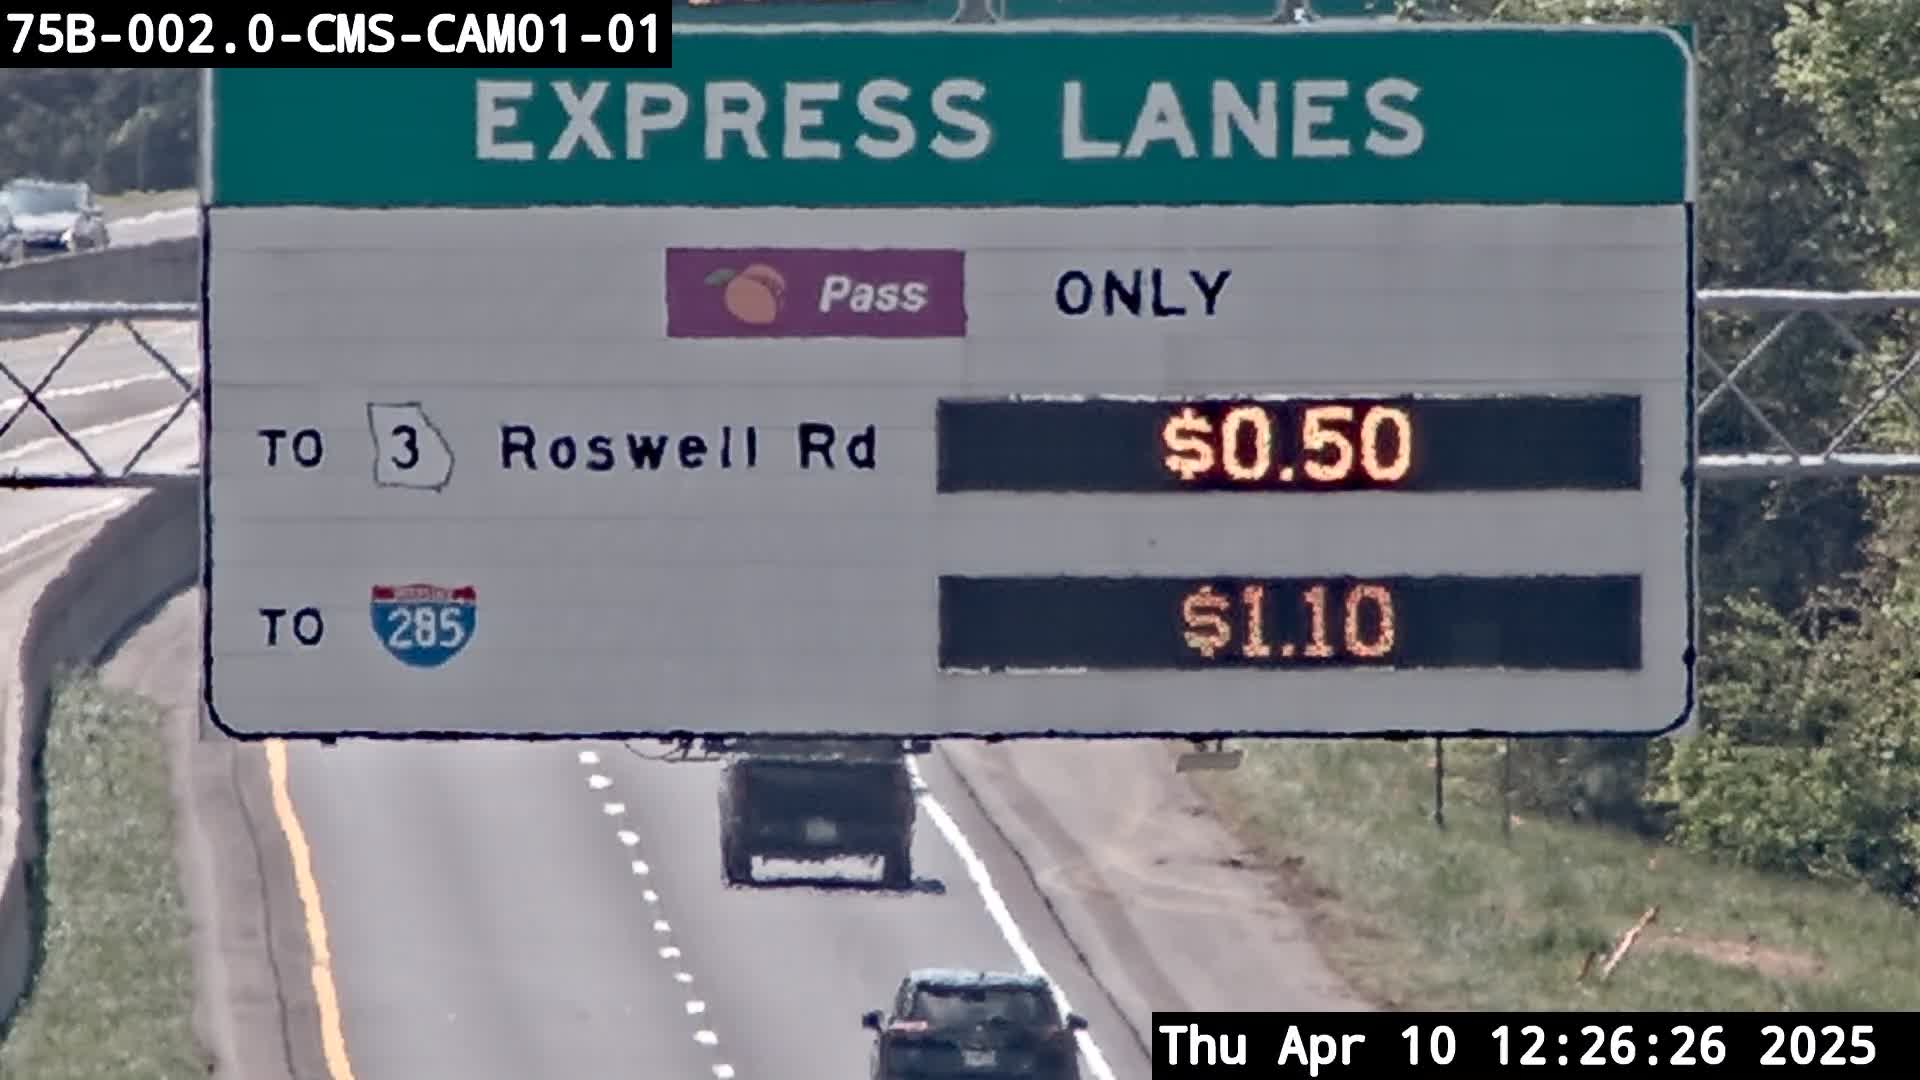 75B-002.0-CMS-CAM01-01
EXPRESS LANES
Pass ONLY
TO 3 Roswell Rd $0.50
TO 285 $1.10
Thu Apr 10 12:26:26 2025